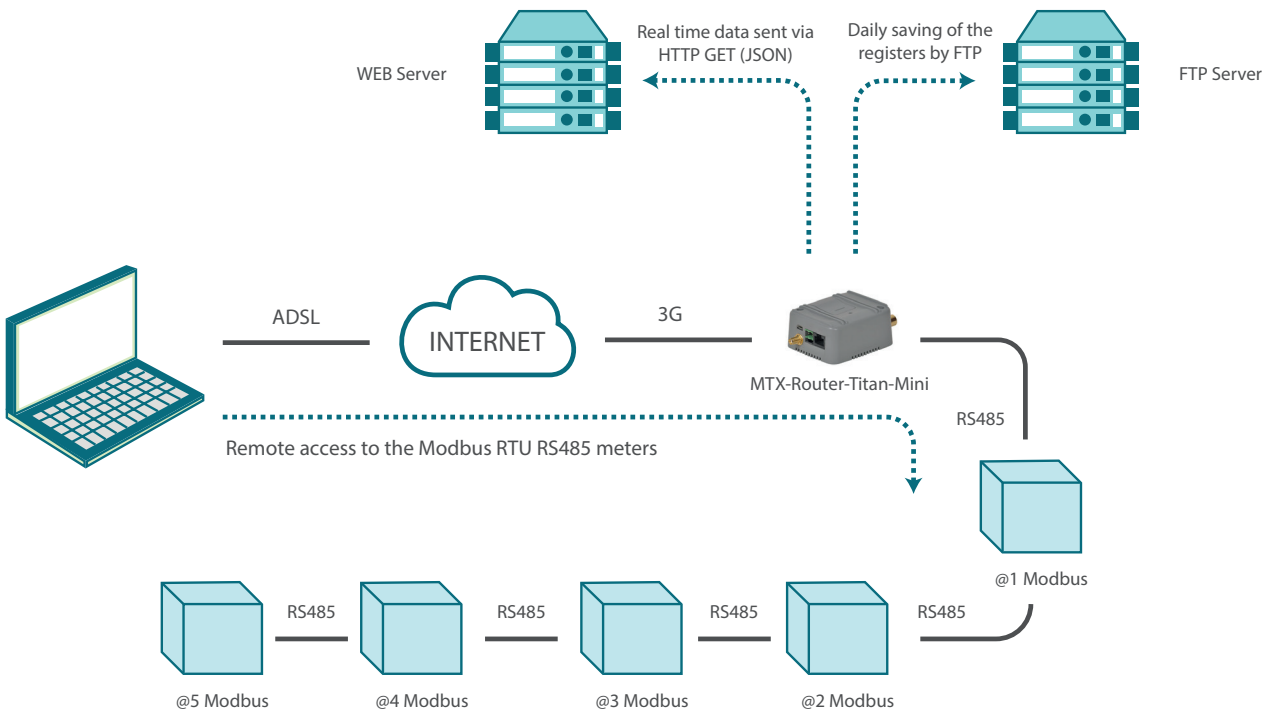 Real time data sent via
HTTP GET (JSON)
Daily saving of the
registers by FTP
WEB Server
FTP Server
ADSL
INTERNET
3G
MTX-Router-Titan-Mini
RS485
Remote access to the Modbus RTU RS485 meters
@1 Modbus
RS485
RS485
RS485
RS485
@5 Modbus
@4 Modbus
@3 Modbus
@2 Modbus